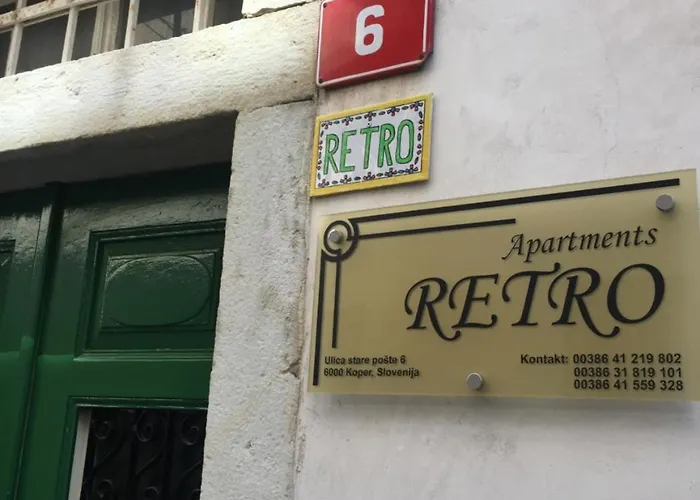 6
RETRO
Apartments
RETRO
Ulica stare pošte 6
6000 Koper, Slovenija
Kontakt: 00386 41 219 802
00386 31 819 101
00386 41 559 328